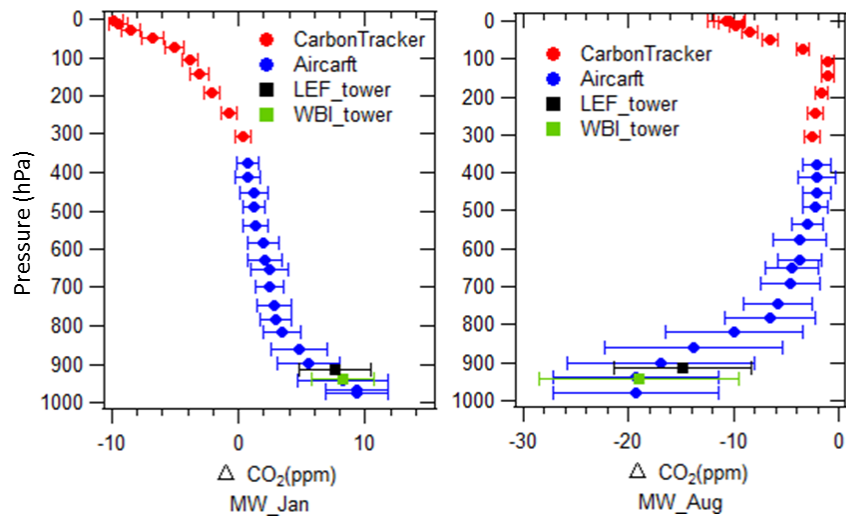 Pressure (hPa)
0
100
200
300
400
500
600
700
800
900
1000
-10
0
10
Δ CO₂(ppm)
MW_Jan
CarbonTracker
Aircarft
LEF_tower
WBI_tower
0
100
200
300
400
500
600
700
800
900
1000
-30
-20
-10
0
Δ CO₂(ppm)
MW_Aug
CarbonTracker
Aircarft
LEF_tower
WBI_tower